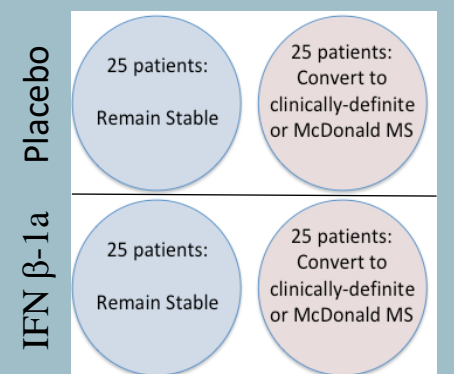 Placebo
25 patients:
Remain Stable
25 patients:
Convert to
clinically-definite
or McDonald MS
IFN β-1a
25 patients:
Remain Stable
25 patients:
Convert to
clinically-definite
or McDonald MS